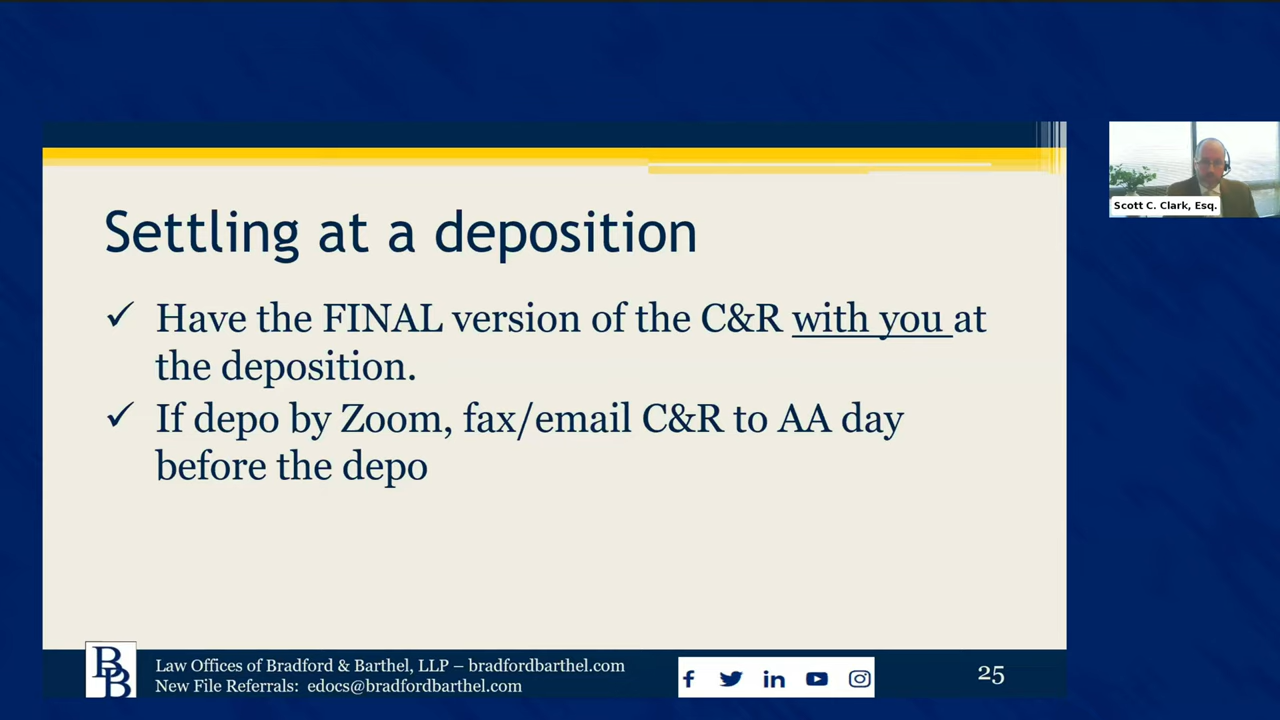 Settling at a deposition
✓ Have the FINAL version of the C&R with you at
the deposition.
✓ If depo by Zoom, fax/email C&R to AA day
before the depo
Scott C. Clark, Esq.
BB
Law Offices of Bradford & Barthel, LLP – bradfordbarthel.com
New File Referrals: edocs@bradfordbarthel.com
25